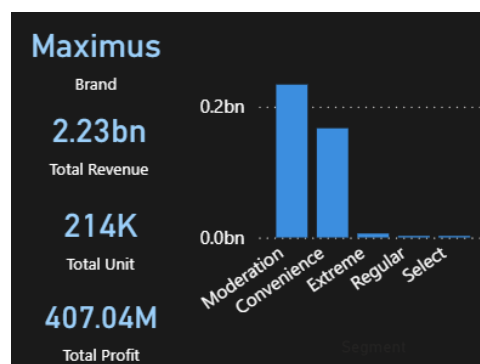 Maximus
Brand
2.23bn
Total Revenue
214K
Total Unit
407.04M
Total Profit
0.2bn
0.0bn
Moderation
Convenience
Extreme
Regular
Select
Segment